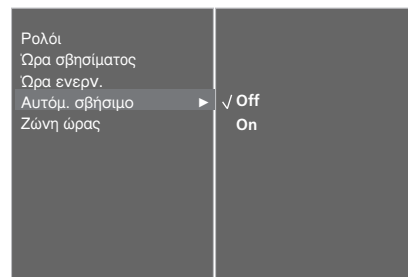 Ρολόι
Ώρα σβησίματος
Ώρα ενεργ.
Αυτόμ. σβήσιμο ► √ Off
On
Ζώνη ώρας